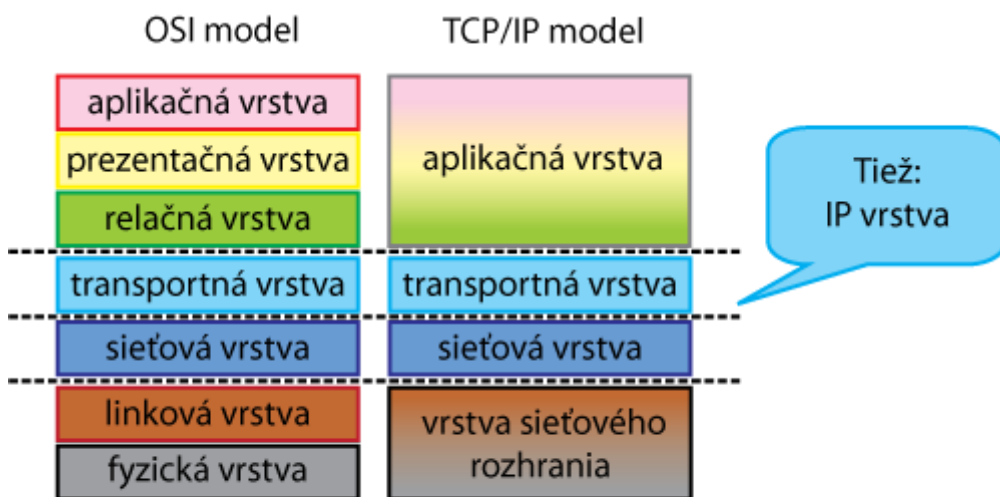 OSI model
TCP/IP model
aplikačná vrstva
prezentačná vrstva
relačná vrstva
transportná vrstva
sieťová vrstva
linková vrstva
fyzická vrstva
aplikačná vrstva
transportná vrstva
sieťová vrstva
vrstva sieťového
rozhrania
Tiež:
IP vrstva